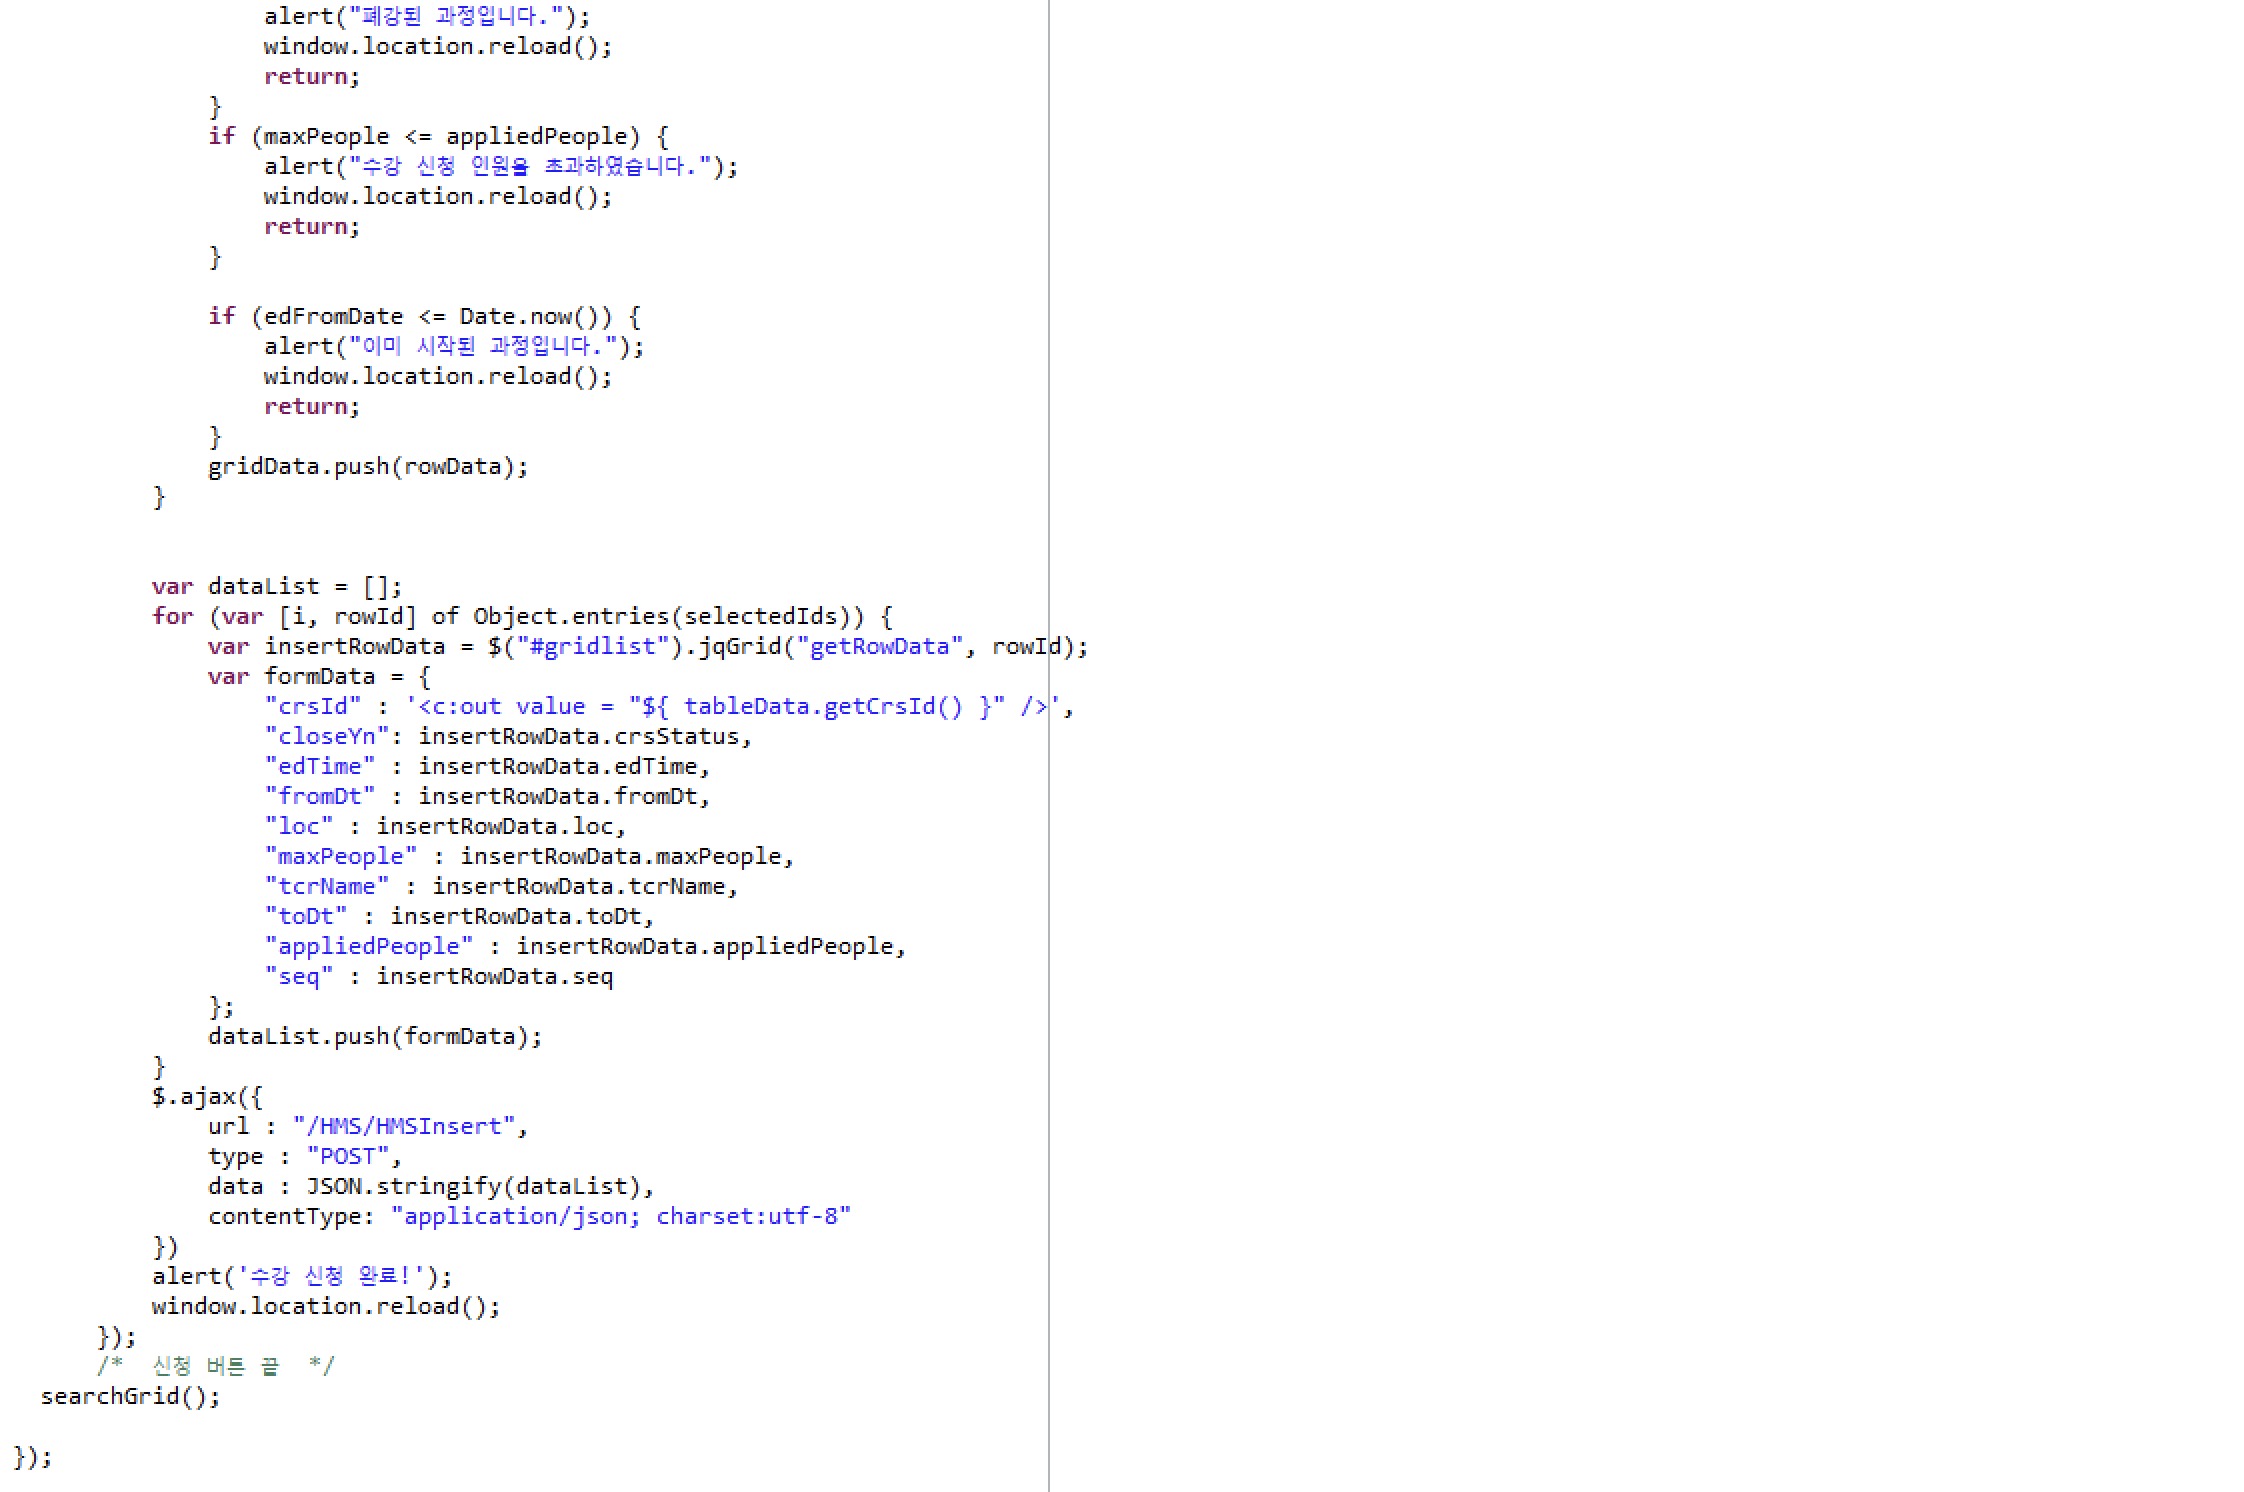 alert("폐강된 과정입니다.");
window.location.reload();
return;
}
if (maxPeople <= appliedPeople) {
alert("수강 신청 인원을 초과하였습니다.");
window.location.reload();
return;
}
if (edFromDate <= Date.now()) {
alert("이미 시작된 과정입니다.");
window.location.reload();
return;
}
gridData.push(rowData);
}
var dataList = [];
for (var [i, rowId] of Object.entries(selectedIds)) {
var insertRowData = $("#gridlist").jqGrid("getRowData", rowId);
var formData = {
"crsId" : '<c:out value = "${ tableData.getCrsId() }" />',
"closeYn": insertRowData.crsStatus,
"edTime" : insertRowData.edTime,
"fromDt" : insertRowData.fromDt,
"loc" : insertRowData.loc,
"maxPeople" : insertRowData.maxPeople,
"tcrName" : insertRowData.tcrName,
"toDt" : insertRowData.toDt,
"appliedPeople" : insertRowData.appliedPeople,
"seq" : insertRowData.seq
};
dataList.push(formData);
}
$.ajax({
url : "/HMS/HMSInsert",
type : "POST",
data : JSON.stringify(dataList),
contentType: "application/json; charset:utf-8"
})
alert('수강 신청 완료!');
window.location.reload();
});
/*  신청 버튼 끝  */
searchGrid();
});